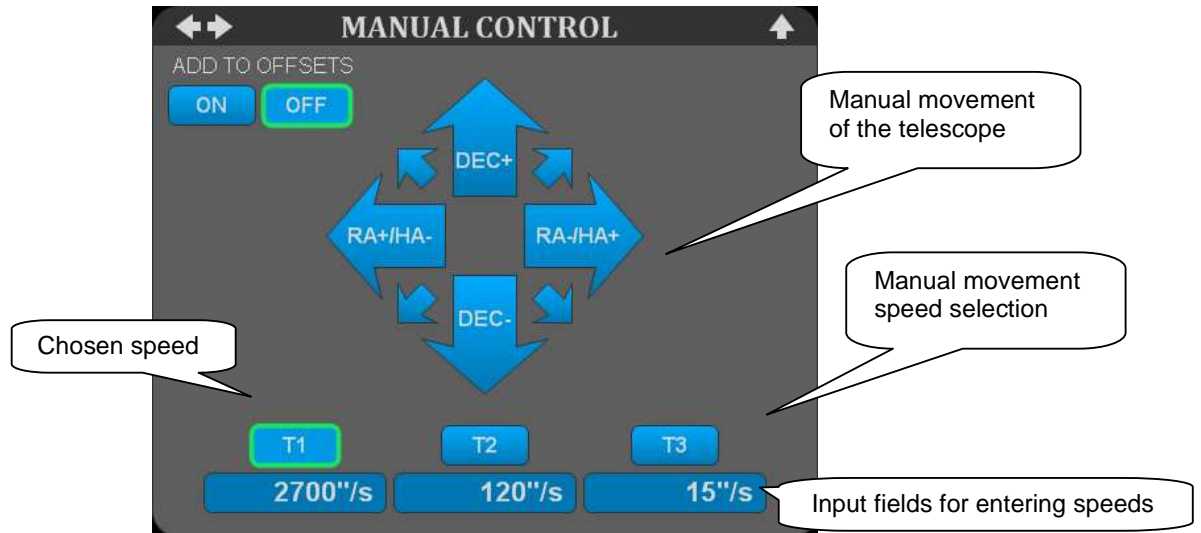 MANUAL CONTROL
ADD TO OFFSETS
ON OFF
DEC+
RA+/HA- RA-/HA+
DEC-
Manual movement
of the telescope
Manual movement
speed selection
Chosen speed
T1 T2 T3
2700"/s 120"/s 15"/s
Input fields for entering speeds